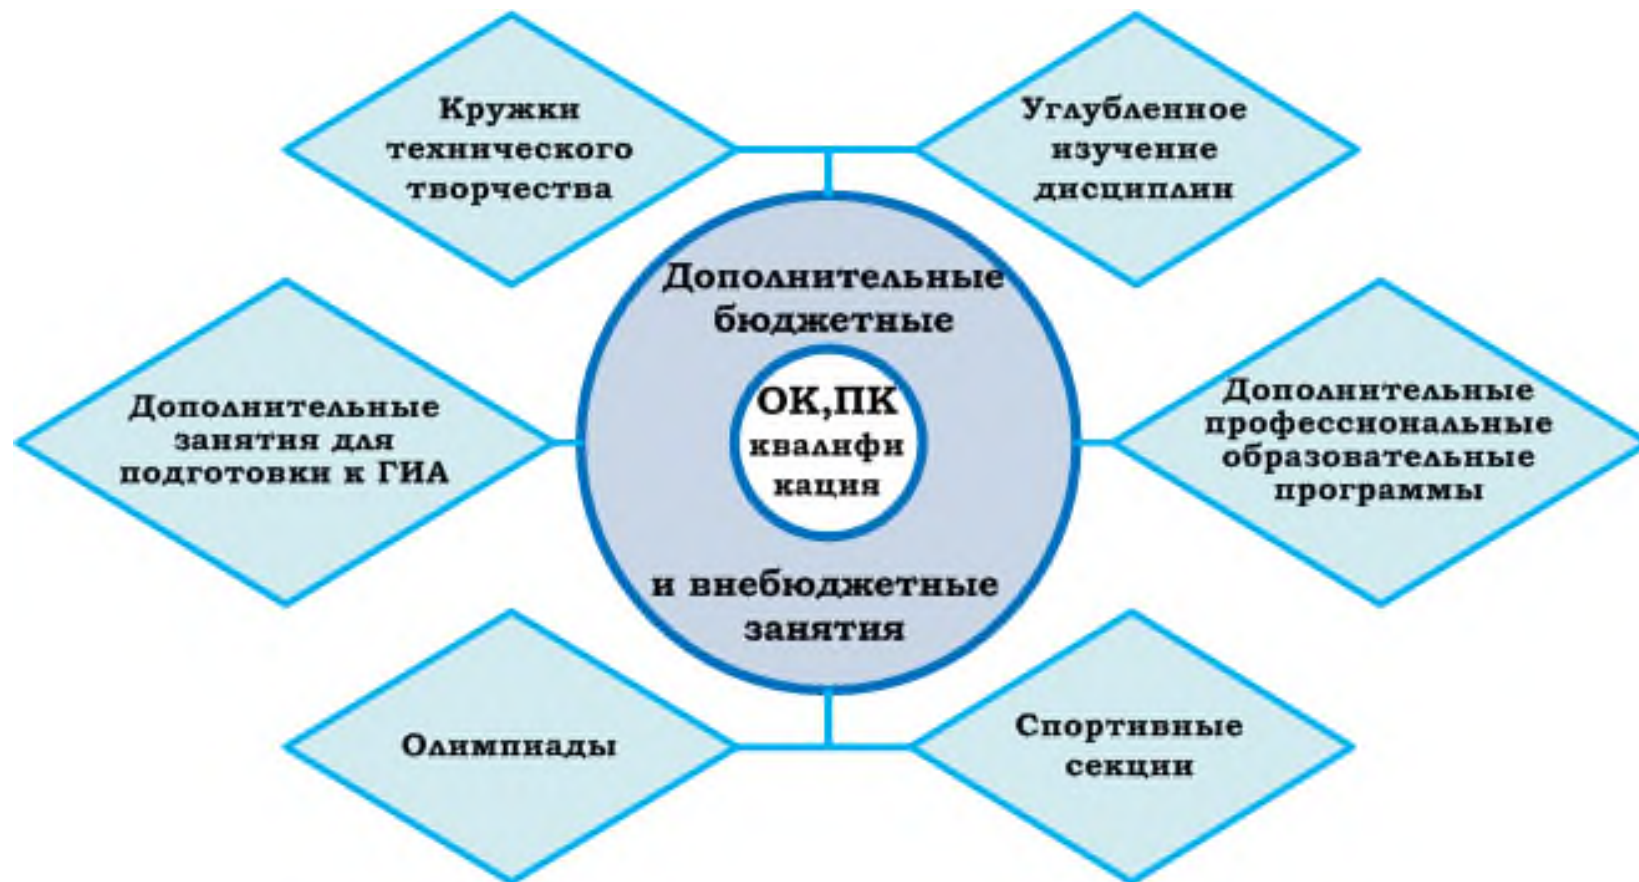 Кружки
технического
творчества
Углубленное
изучение
дисциплин
Дополнительные
бюджетные
ОК,ПК
квалифи
кация
и внебюджетные
занятия
Дополнительные
занятия для
подготовки к ГИА
Дополнительные
профессиональные
образовательные
программы
Олимпиады
Спортивные
секции